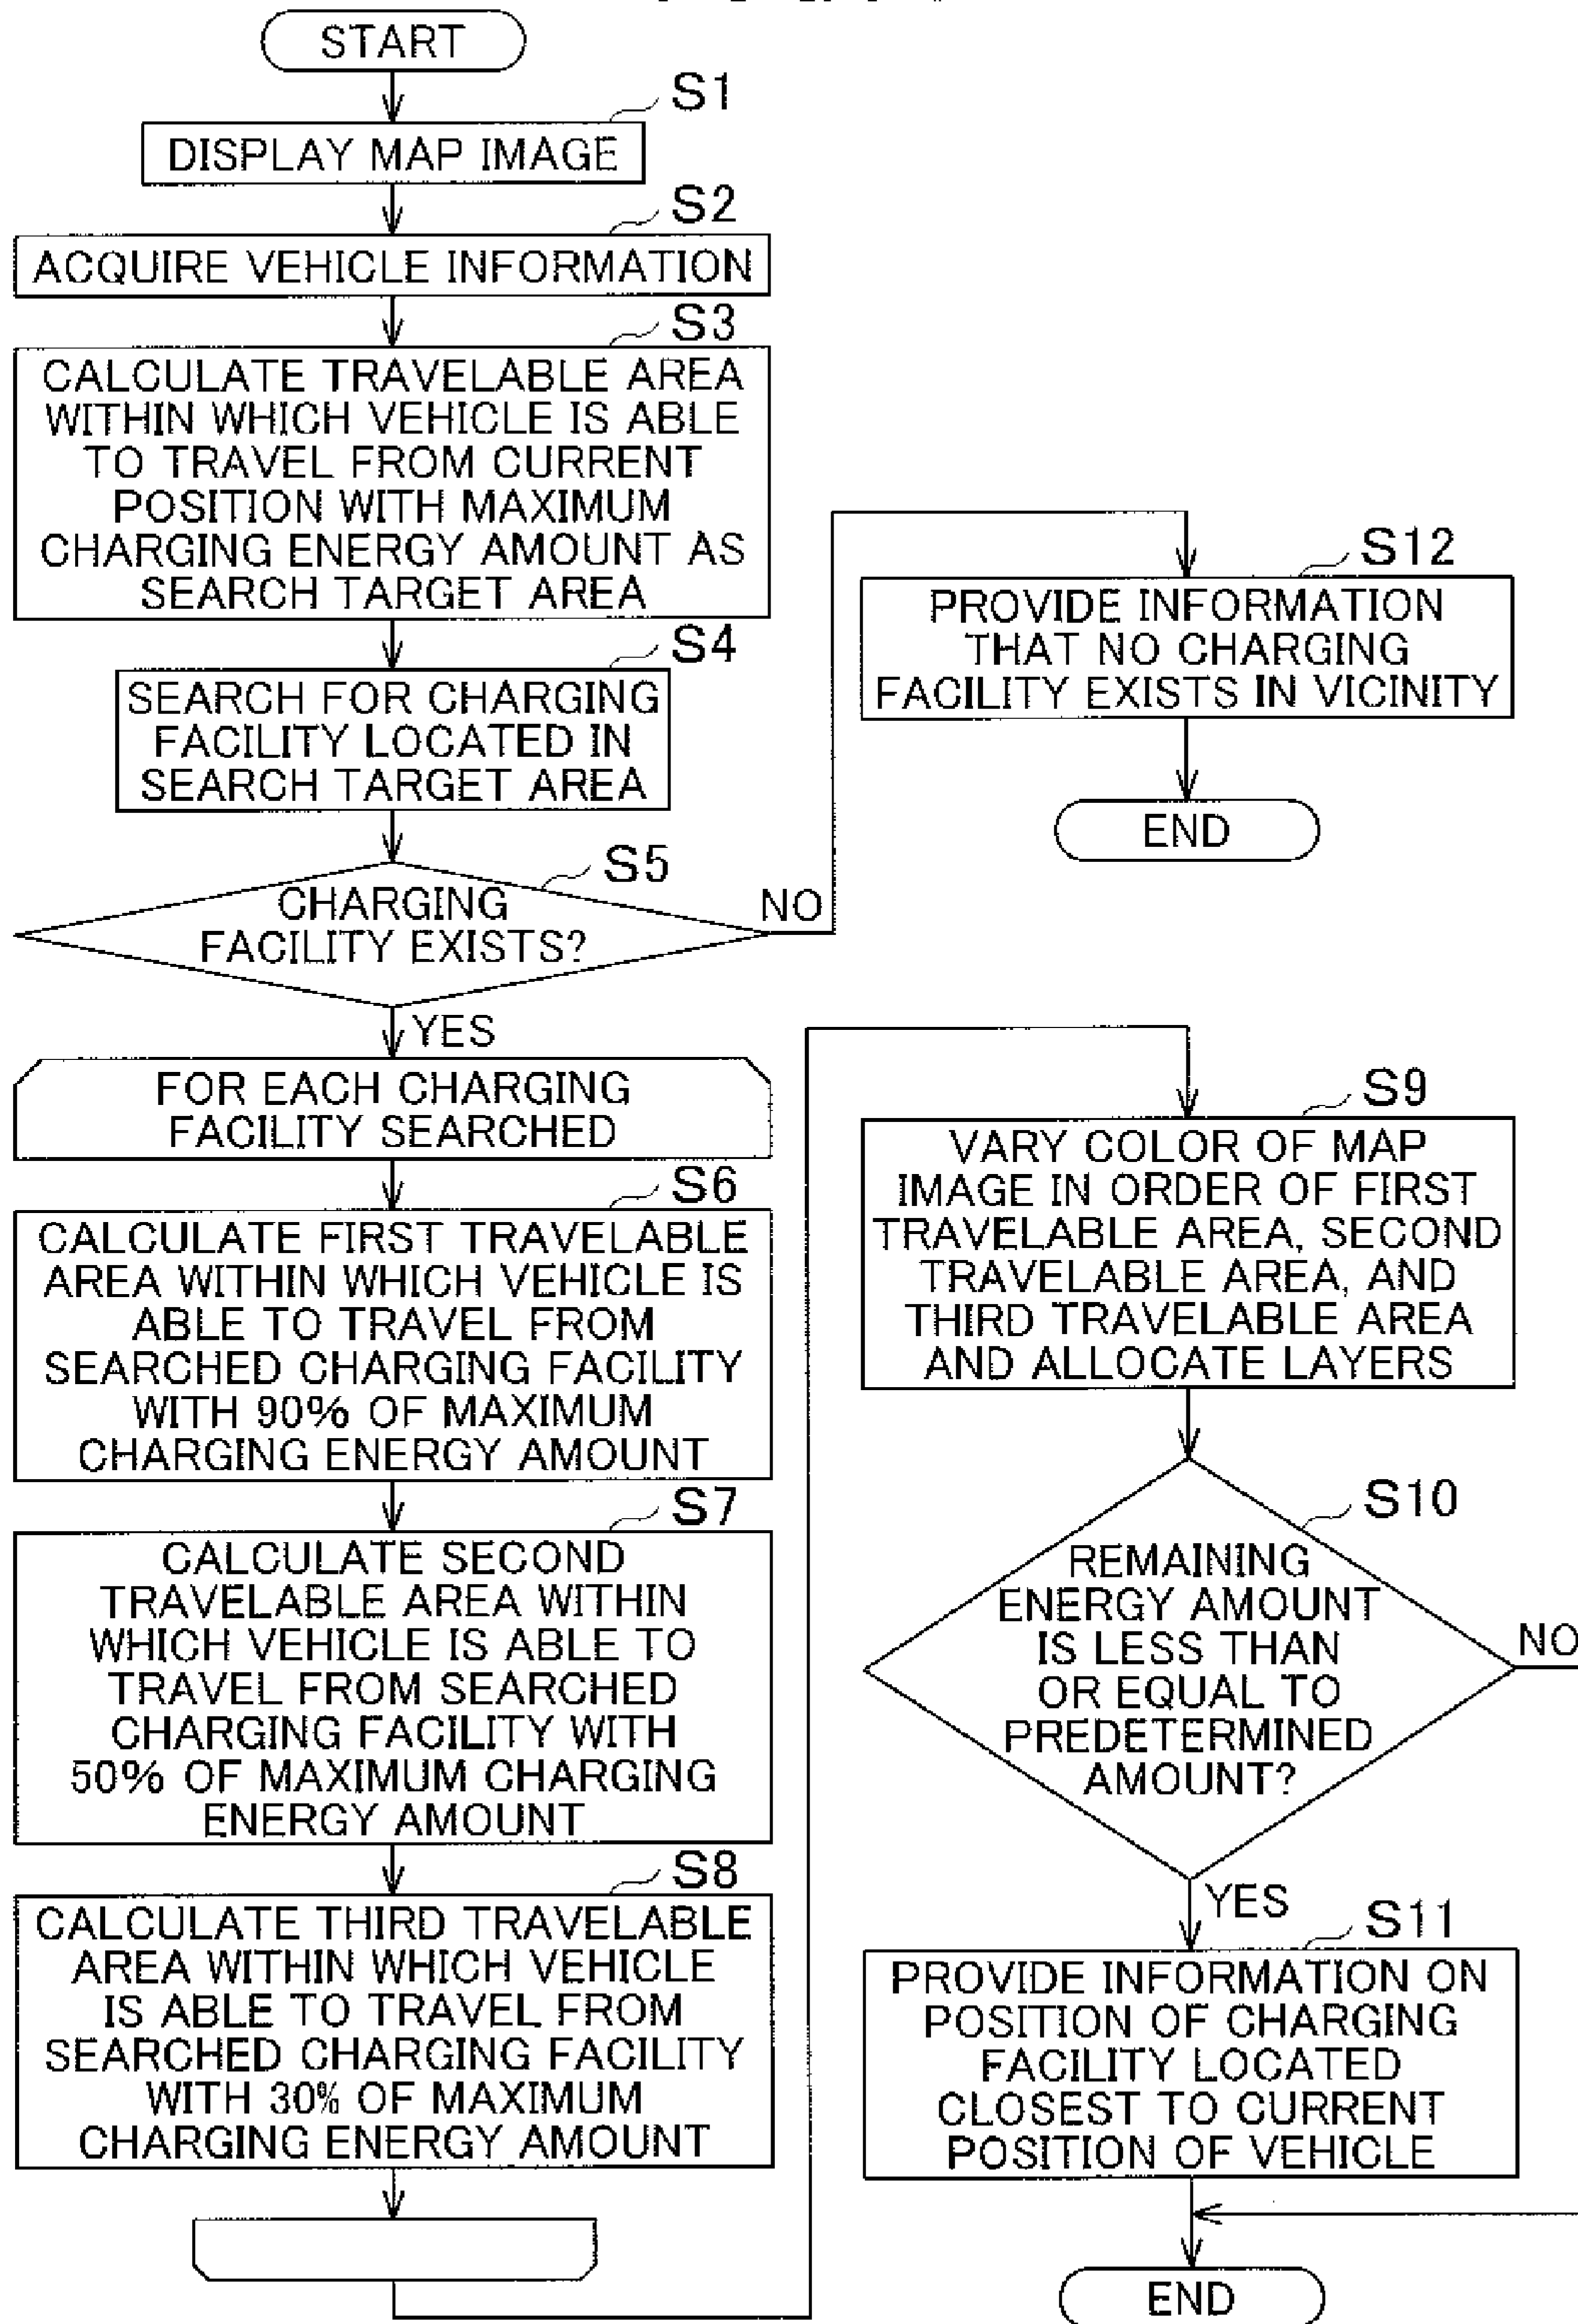 START
S1
DISPLAY MAP IMAGE
S2
ACQUIRE VEHICLE INFORMATION
S3
CALCULATE TRAVELABLE AREA
WITHIN WHICH VEHICLE IS ABLE
TO TRAVEL FROM CURRENT
POSITION WITH MAXIMUM
CHARGING ENERGY AMOUNT AS
SEARCH TARGET AREA
S4
SEARCH FOR CHARGING
FACILITY LOCATED IN
SEARCH TARGET AREA
S5
CHARGING
FACILITY EXISTS?
NO
YES
S12
PROVIDE INFORMATION
THAT NO CHARGING
FACILITY EXISTS IN VICINITY
END
FOR EACH CHARGING
FACILITY SEARCHED
S6
CALCULATE FIRST TRAVELABLE
AREA WITHIN WHICH VEHICLE IS
ABLE TO TRAVEL FROM
SEARCHED CHARGING FACILITY
WITH 90% OF MAXIMUM
CHARGING ENERGY AMOUNT
S7
CALCULATE SECOND
TRAVELABLE AREA WITHIN
WHICH VEHICLE IS ABLE TO
TRAVEL FROM SEARCHED
CHARGING FACILITY WITH
50% OF MAXIMUM CHARGING
ENERGY AMOUNT
S8
CALCULATE THIRD TRAVELABLE
AREA WITHIN WHICH VEHICLE
IS ABLE TO TRAVEL FROM
SEARCHED CHARGING FACILITY
WITH 30% OF MAXIMUM
CHARGING ENERGY AMOUNT
S9
VARY COLOR OF MAP
IMAGE IN ORDER OF FIRST
TRAVELABLE AREA, SECOND
TRAVELABLE AREA, AND
THIRD TRAVELABLE AREA
AND ALLOCATE LAYERS
S10
REMAINING
ENERGY AMOUNT
IS LESS THAN
OR EQUAL TO
PREDETERMINED
AMOUNT?
NO
YES
S11
PROVIDE INFORMATION ON
POSITION OF CHARGING
FACILITY LOCATED
CLOSEST TO CURRENT
POSITION OF VEHICLE
END